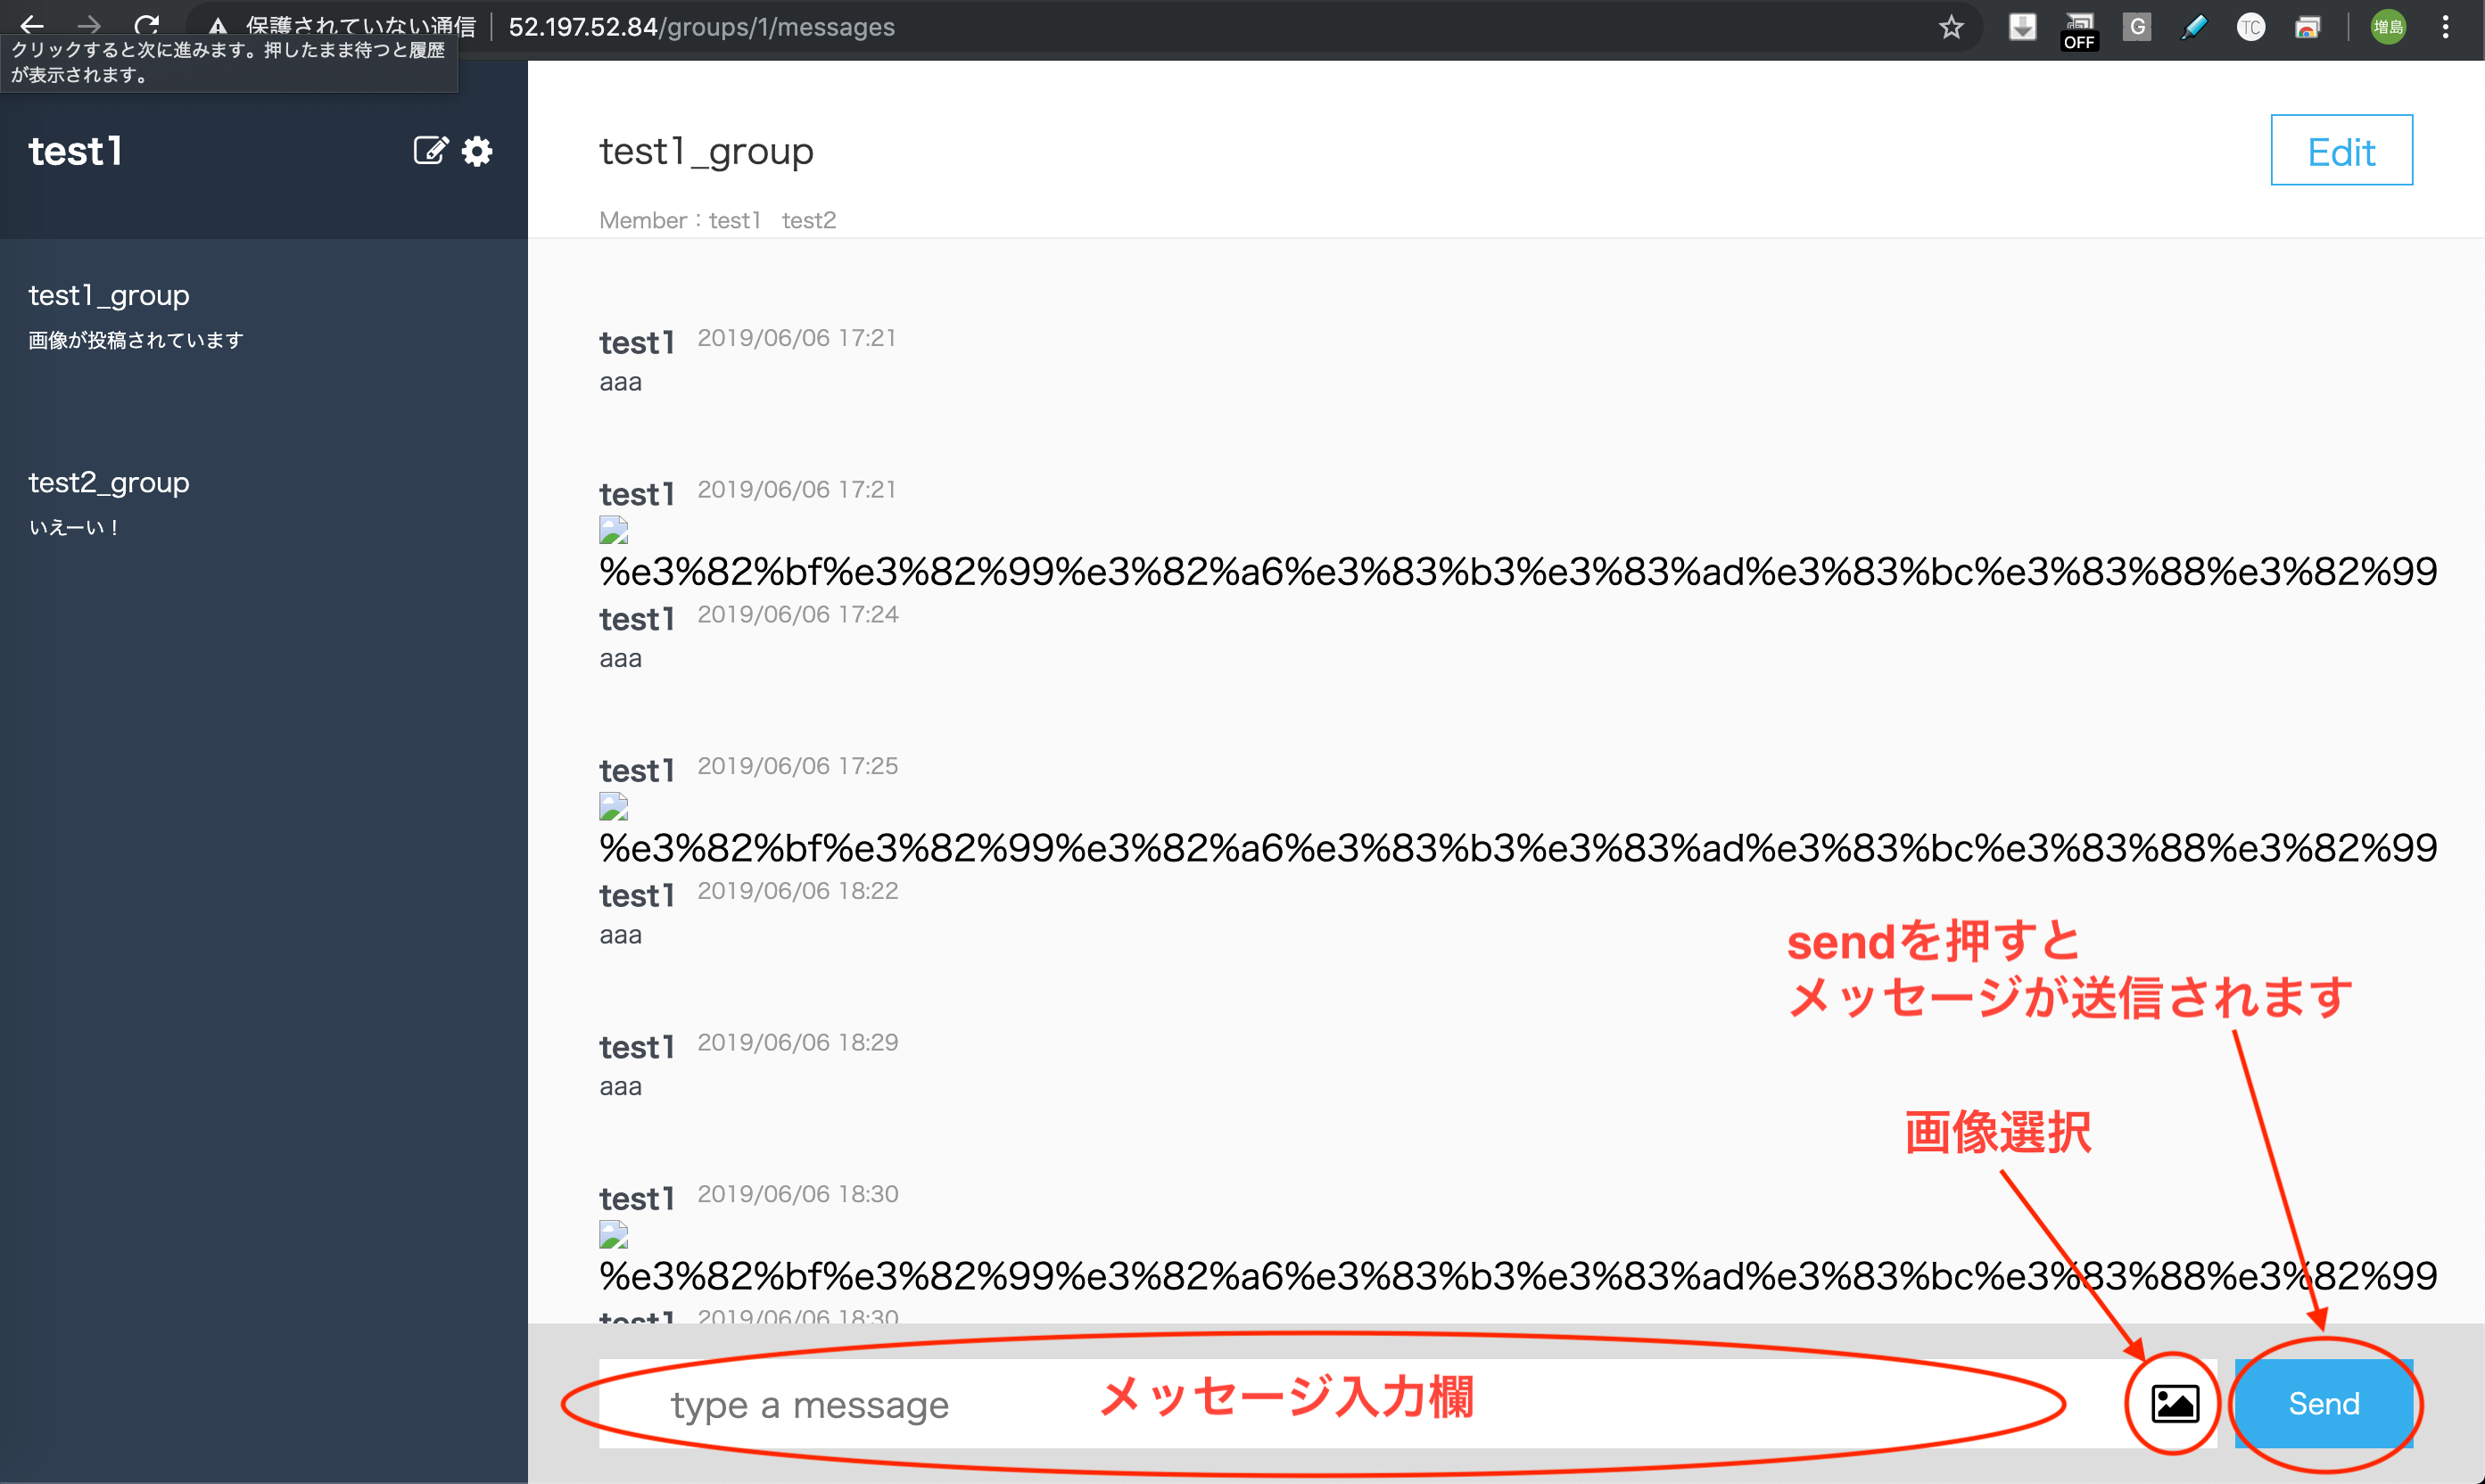 保護されていない通信 52.197.52.84/groups/1/messages
OFF
G
TC
増島
クリックすると次に進みます。押したまま待つと履歴
が表示されます。
test1
test1_group
画像が投稿されています
test2_group
いえーい！
test1_group
Edit
Member：test1 test2
test1 2019/06/06 17:21
aaa
test1 2019/06/06 17:21
%e3%82%bf%e3%82%99%e3%82%a6%e3%83%b3%e3%83%ad%e3%83%bc%e3%83%88%e3%82%99
test1 2019/06/06 17:24
aaa
test1 2019/06/06 17:25
%e3%82%bf%e3%82%99%e3%82%a6%e3%83%b3%e3%83%ad%e3%83%bc%e3%83%88%e3%82%99
test1 2019/06/06 18:22
aaa
test1 2019/06/06 18:29
aaa
test1 2019/06/06 18:30
%e3%82%bf%e3%82%99%e3%82%a6%e3%83%b3%e3%83%ad%e3%83%bc%e3%83%88%e3%82%99
test1 2019/06/06 18:30
sendを押すと
メッセージが送信されます
画像選択
type a message
メッセージ入力欄
Send